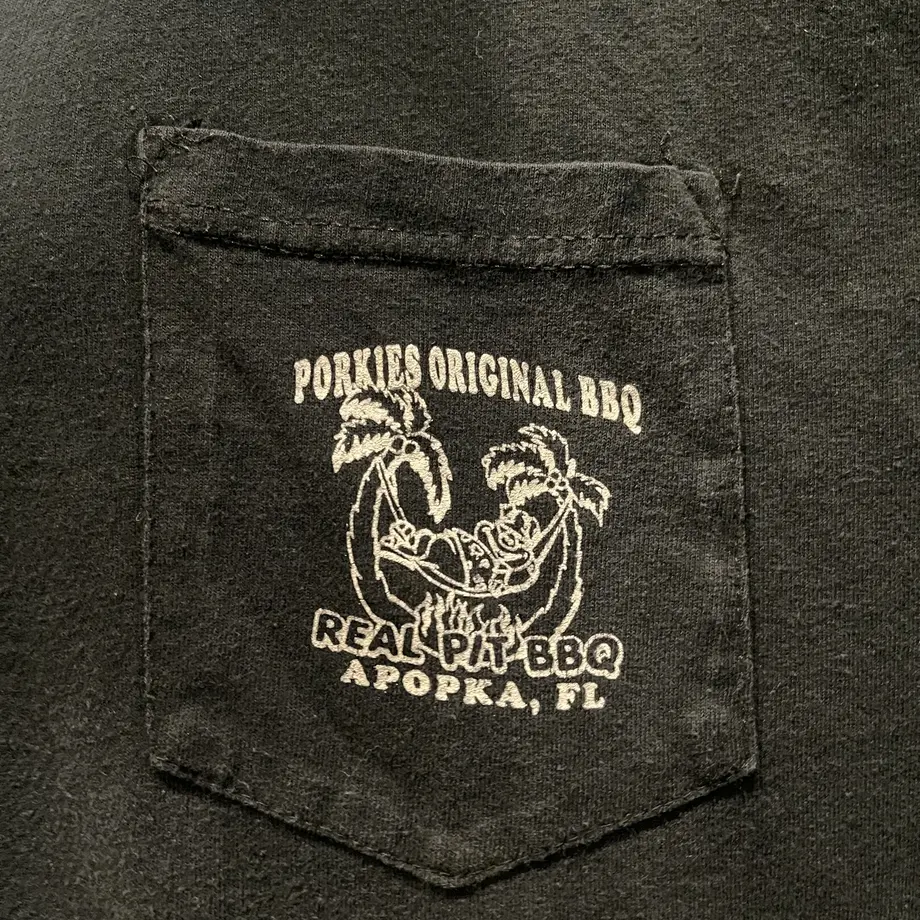 PORKIES ORIGINAL BBQ
REAL PIT BBQ
APOPKA, FL